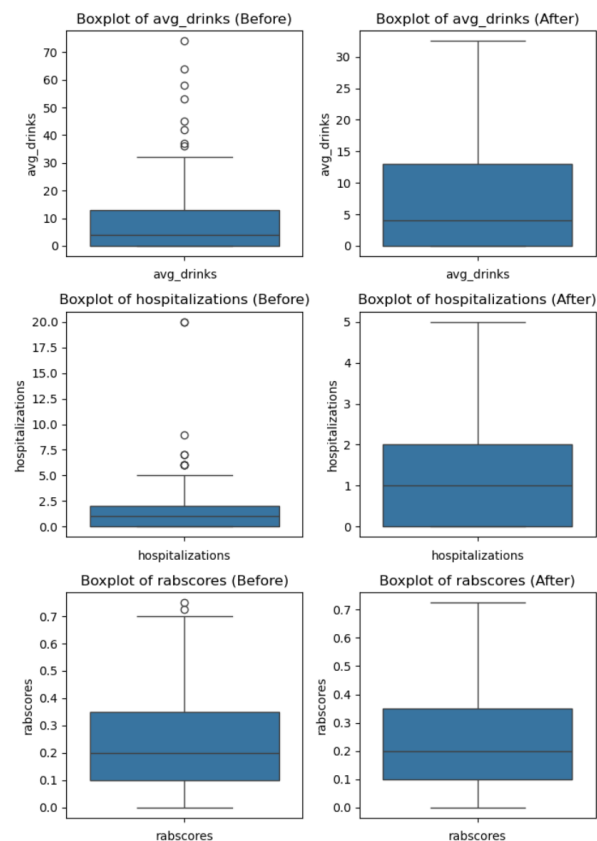 Boxplot of avg_drinks (Before)
70
60
50
40
30
20
10
0
avg_drinks
avg_drinks
Boxplot of avg_drinks (After)
30
25
20
15
10
5
0
avg_drinks
avg_drinks
Boxplot of hospitalizations (Before)
20.0
17.5
15.0
12.5
10.0
7.5
5.0
2.5
0.0
hospitalizations
hospitalizations
Boxplot of hospitalizations (After)
5
4
3
2
1
0
hospitalizations
hospitalizations
Boxplot of rabscores (Before)
0.7
0.6
0.5
0.4
0.3
0.2
0.1
0.0
rabscores
rabscores
Boxplot of rabscores (After)
0.7
0.6
0.5
0.4
0.3
0.2
0.1
0.0
rabscores
rabscores